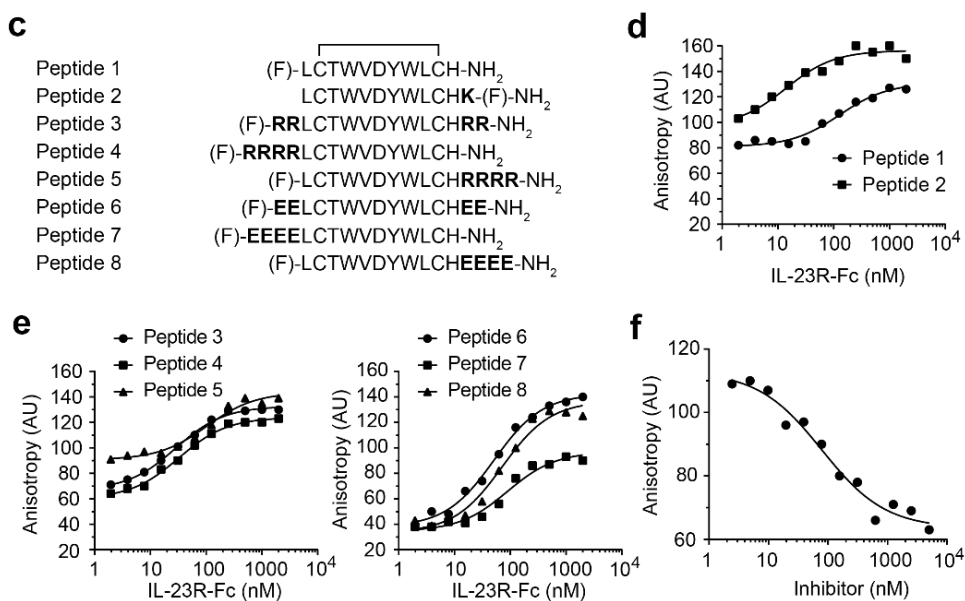 c
Peptide 1 (F)-LCTWVDYWLCH-NH2
Peptide 2 LCTWVDYWLCHK-(F)-NH2
Peptide 3 (F)-RRLCTWVDYWLCHRR-NH2
Peptide 4 (F)-RRRRLCTWVDYWLCH-NH2
Peptide 5 (F)-LCTWVDYWLCHRRRR-NH2
Peptide 6 (F)-EELCTWVDYWLCHEE-NH2
Peptide 7 (F)-EEEELCTWVDYWLCH-NH2
Peptide 8 (F)-LCTWVDYWLCHEEEE-NH2
d
Anisotropy (AU)
160
140
120
100
80
60
40
Peptide 1
Peptide 2
1 10 100 1000 10^4
IL-23R-Fc (nM)
e
Peptide 3
Peptide 4
Peptide 5
Anisotropy (AU)
160
140
120
100
80
60
40
20
1 10 100 1000 10^4
IL-23R-Fc (nM)
Peptide 6
Peptide 7
Peptide 8
Anisotropy (AU)
160
140
120
100
80
60
40
20
1 10 100 1000 10^4
IL-23R-Fc (nM)
f
Anisotropy (AU)
120
100
80
60
1 10 100 1000 10^4
Inhibitor (nM)